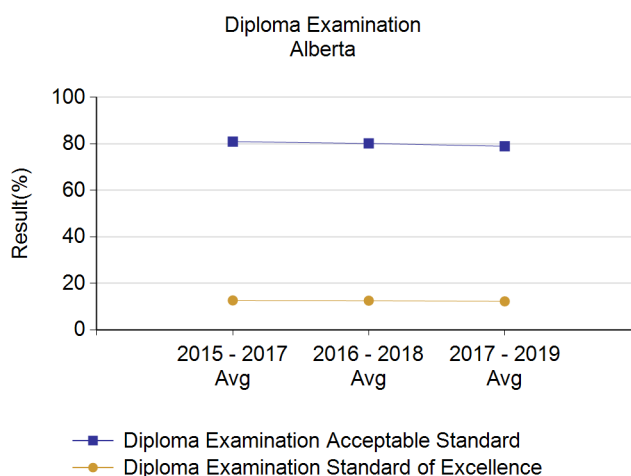 Diploma Examination
Alberta
Result(%)
100
80
60
40
20
0
2015 - 2017 2016 - 2018 2017 - 2019
Avg Avg Avg
Diploma Examination Acceptable Standard
Diploma Examination Standard of Excellence